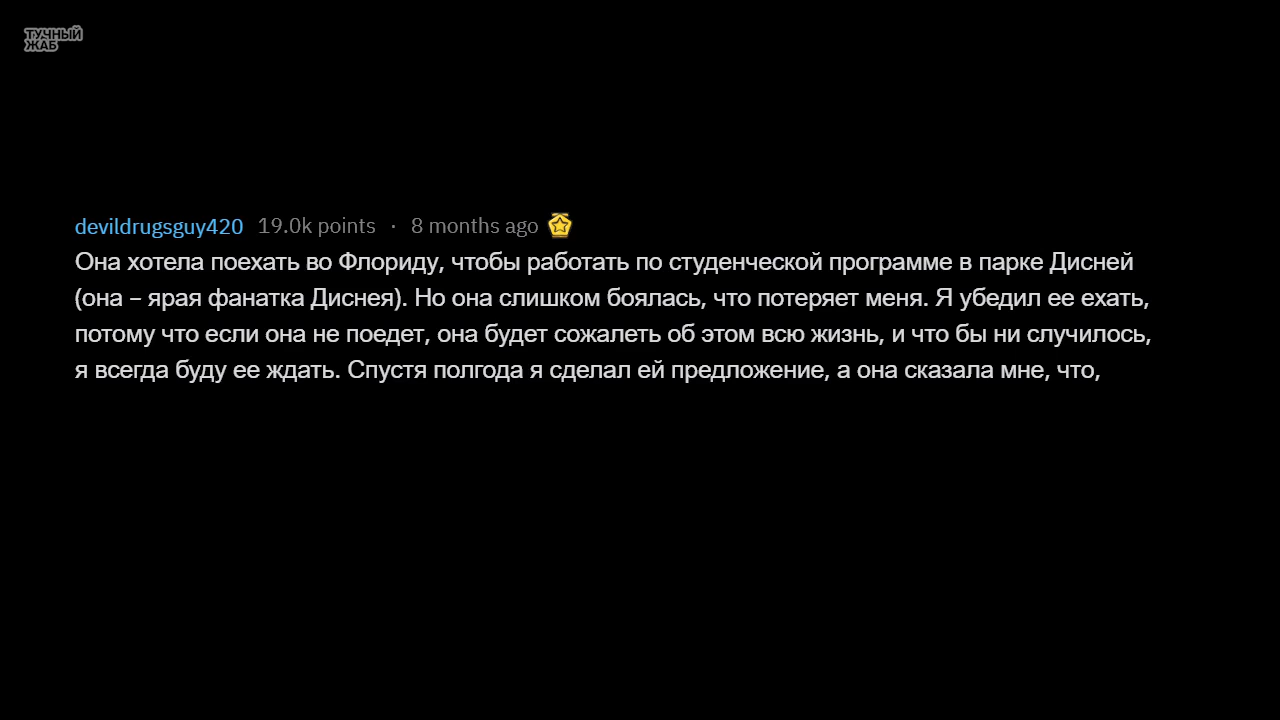 ТУЧНЫЙ
ЖАБ
devildrugsguy420 19.0k points · 8 months ago
Она хотела поехать во Флориду, чтобы работать по студенческой программе в парке Дисней
(она – ярая фанатка Диснея). Но она слишком боялась, что потеряет меня. Я убедил ее ехать,
потому что если она не поедет, она будет сожалеть об этом всю жизнь, и что бы ни случилось,
я всегда буду ее ждать. Спустя полгода я сделал ей предложение, а она сказала мне, что,